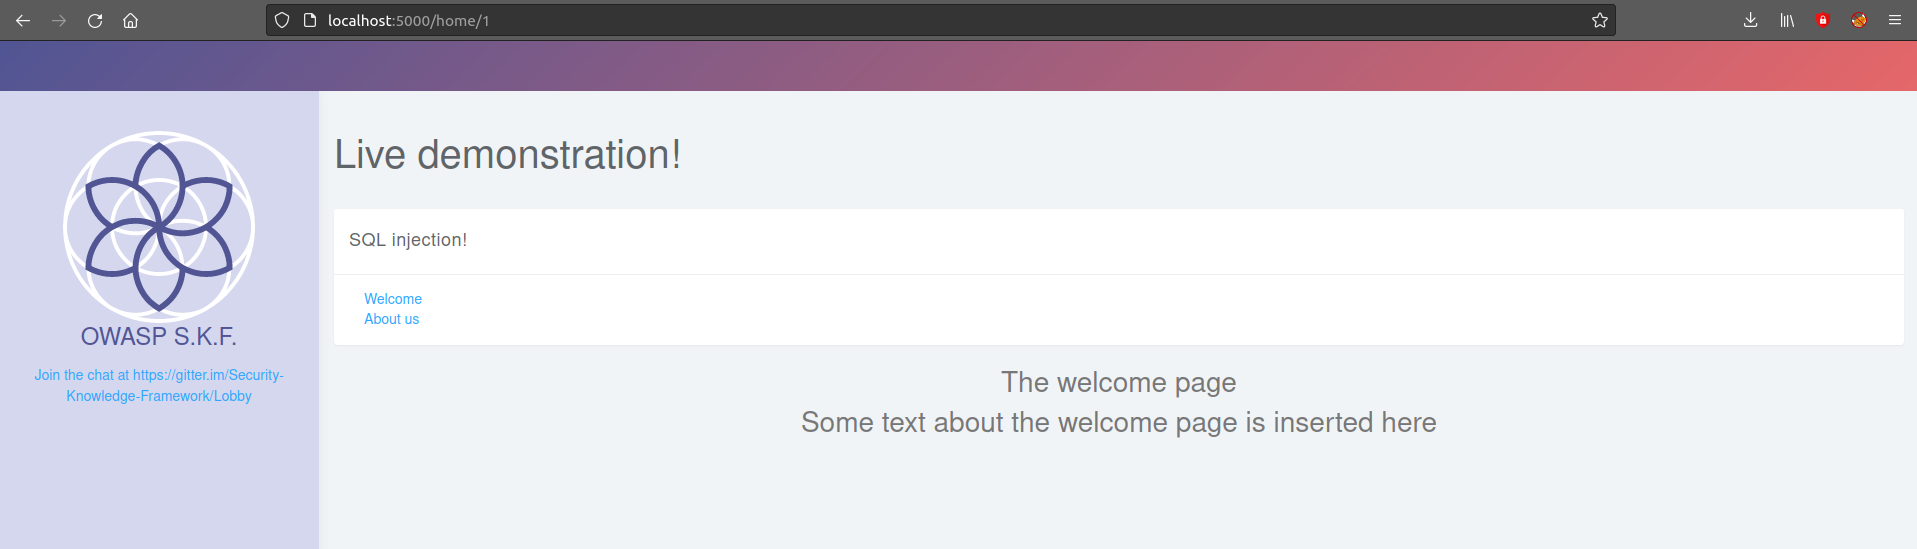 localhost:5000/home/1
OWASP S.K.F.
Join the chat at https://gitter.im/Security-
Knowledge-Framework/Lobby
Live demonstration!
SQL injection!
Welcome
About us
The welcome page
Some text about the welcome page is inserted here